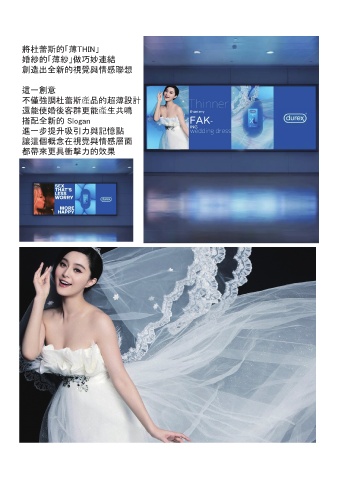 將杜蕾斯的「薄THIN」
婚紗的「薄紗」做巧妙連結
創造出全新的視覺與情感聯想
這一創意
不僅強調杜蕾斯產品的超薄設計
還能使婚後客群更能產生共鳴
搭配全新的 Slogan
進一步提升吸引力與記憶點
讓這個概念在視覺與情感層面
都帶來更具衝擊力的效果
Thinner
there're
FAK-
ING
wedding dress
durex
SEX
THAT'S
LESS
WORRY
MORE
HAPPY